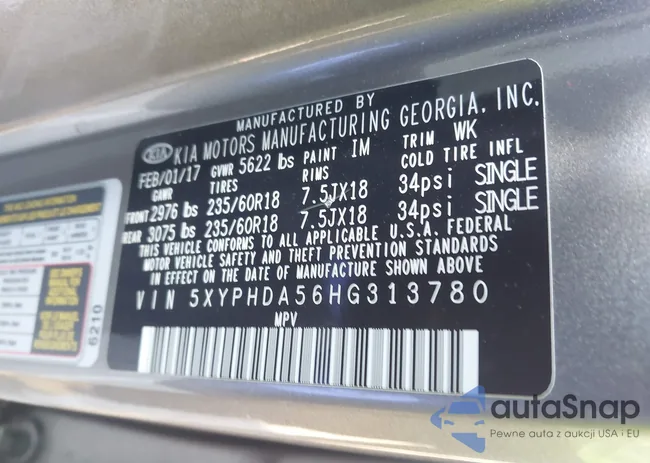 MANUFACTURED BY
KIA KIA MOTORS MANUFACTURING GEORGIA, INC.
FEB/01/17 GVWR 5622 lbs PAINT IM TRIM WK
GAWR TIRES RIMS COLD TIRE INFL
FRONT 2976 lbs 235/60R18 7.5JX18 34psi SINGLE
REAR 3075 lbs 235/60R18 7.5JX18 34psi SINGLE
THIS VEHICLE CONFORMS TO ALL APPLICABLE U.S.A. FEDERAL
MOTOR VEHICLE SAFETY AND THEFT PREVENTION STANDARDS
IN EFFECT ON THE DATE OF MANUFACTURE SHOWN ABOVE
VIN 5XYPHDA56HG313780
MPV
6210
autaSnap
Pewne auta z aukcji USA i EU